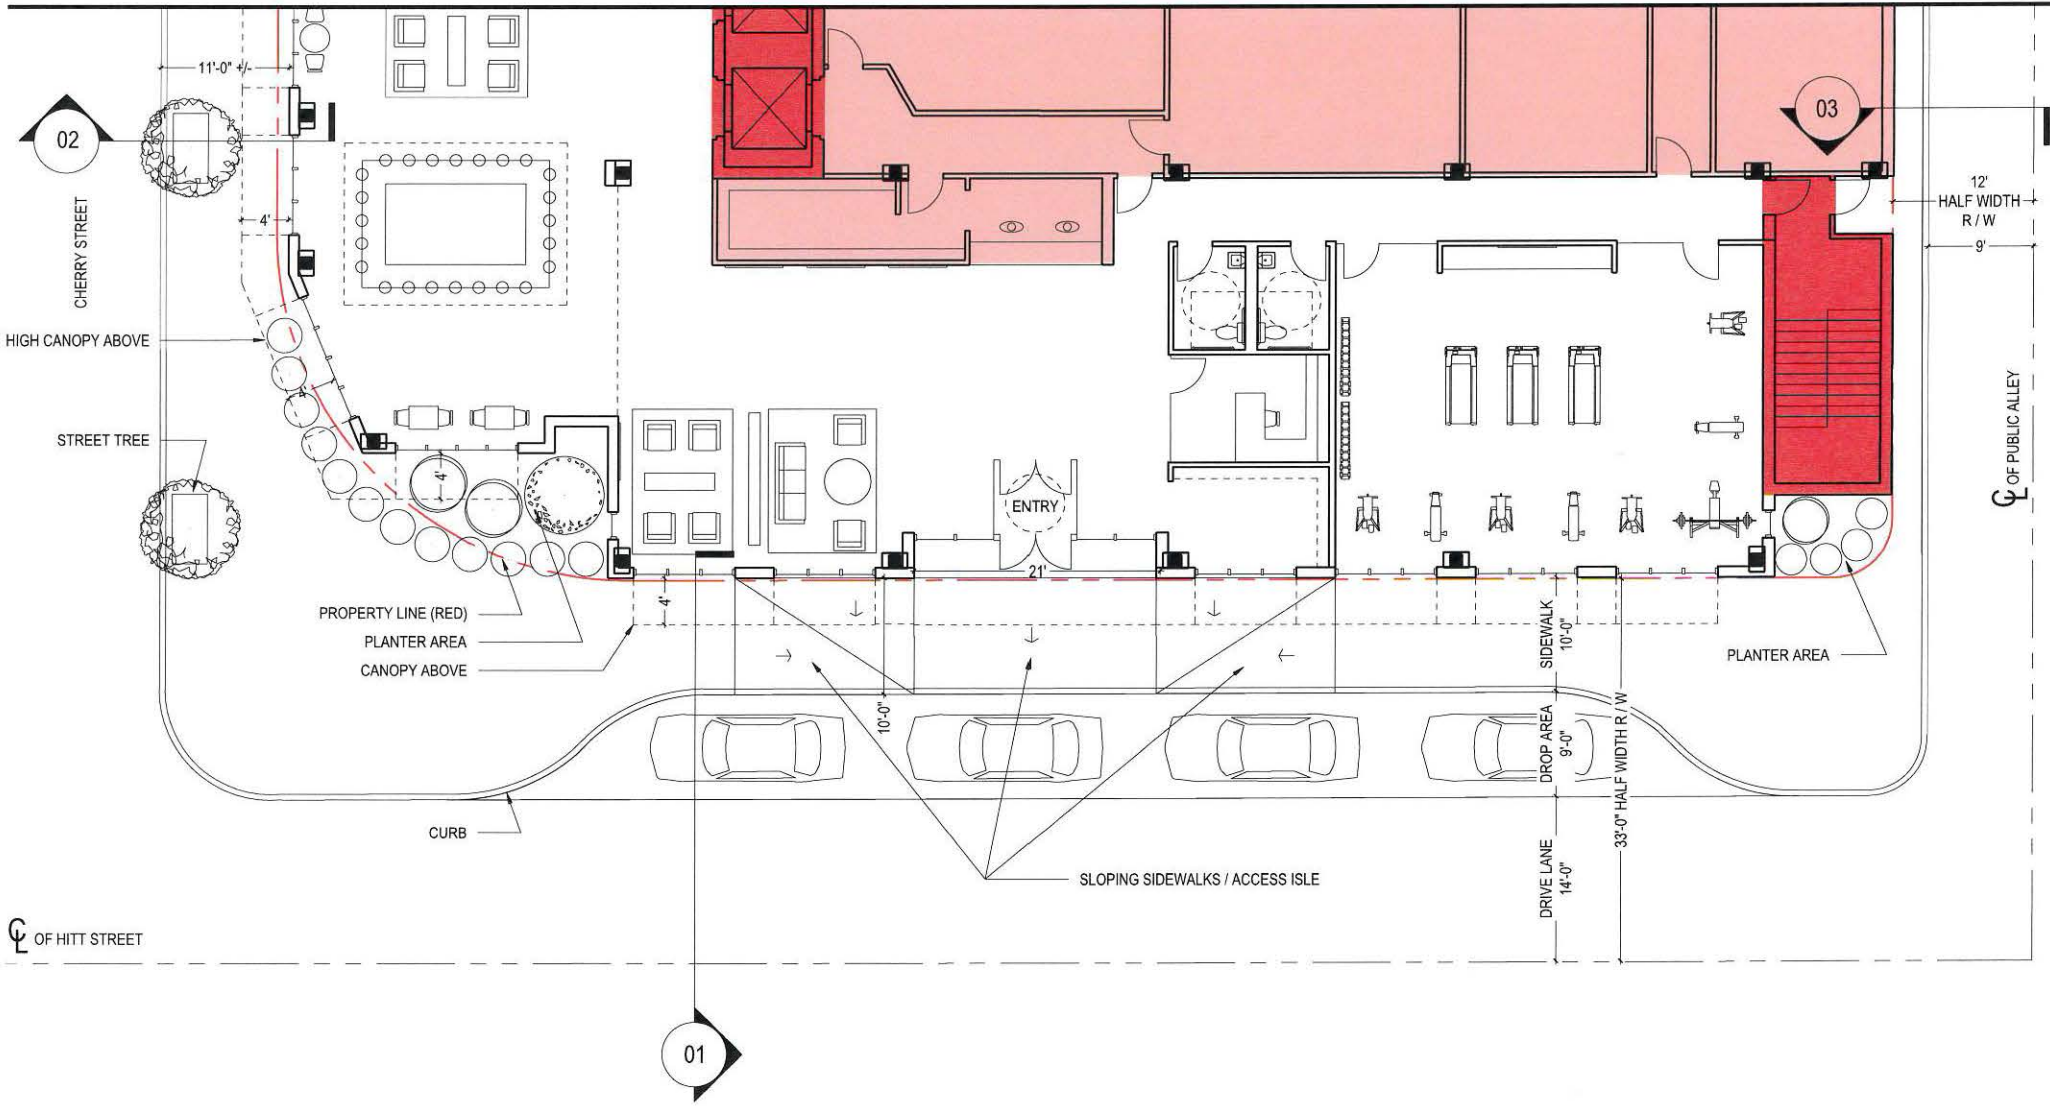 11'-0" +/-
02
03
12'
HALF WIDTH
R / W
9'
4'
CHERRY STREET
HIGH CANOPY ABOVE
4'
STREET TREE
4'
ENTRY
℄ OF PUBLIC ALLEY
21'
PROPERTY LINE (RED)
4'
PLANTER AREA
CANOPY ABOVE
SIDEWALK
10'-0"
PLANTER AREA
10'-0"
DROP AREA
9'-0"
33'-0" HALF WIDTH R / W
CURB
DRIVE LANE
14'-0"
SLOPING SIDEWALKS / ACCESS ISLE
℄ OF HITT STREET
01